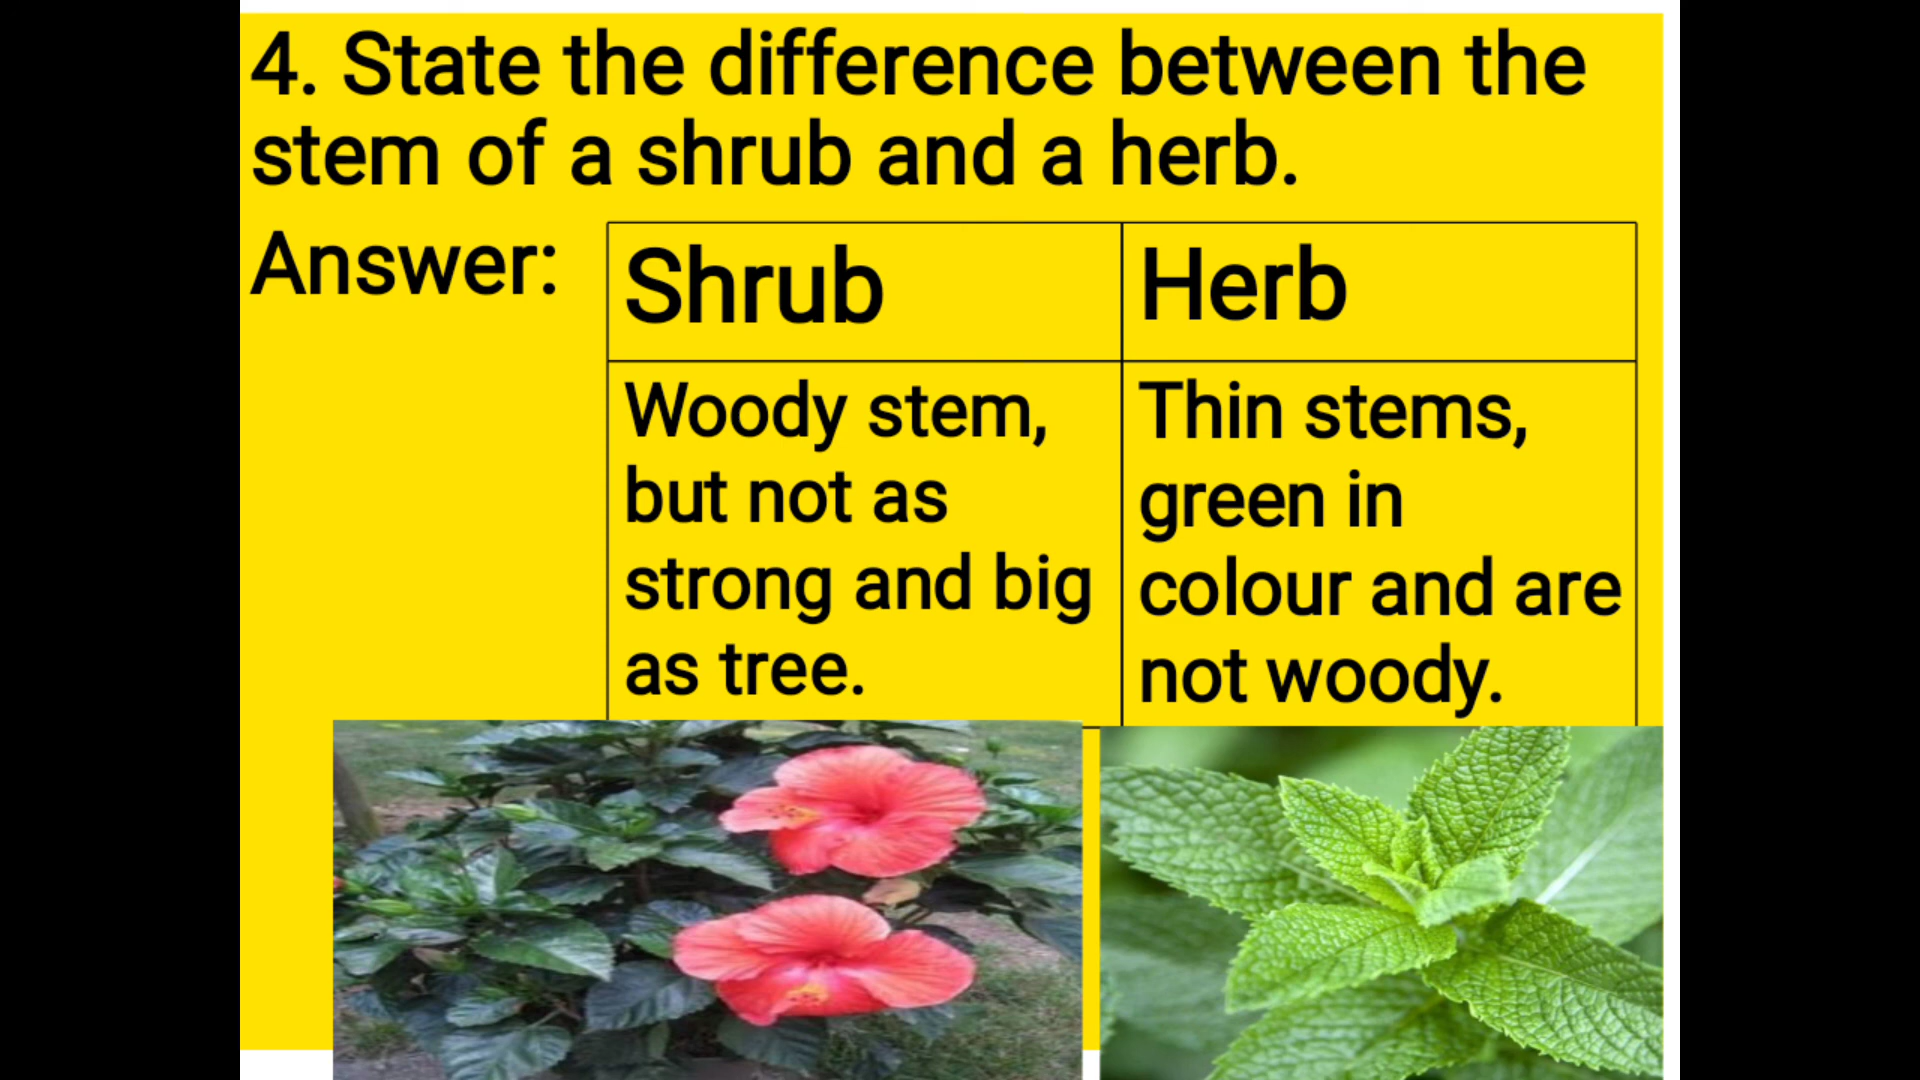 4. State the difference between the
stem of a shrub and a herb.
Answer:
Shrub
Herb
Woody stem,
but not as
strong and big
as tree.
Thin stems,
green in
colour and are
not woody.